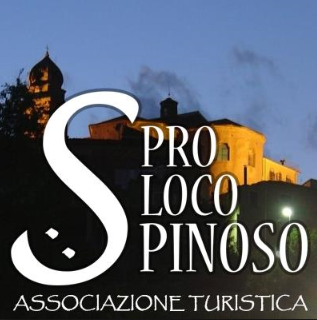 PRO
LOCO
SPINOSO
ASSOCIAZIONE TURISTICA